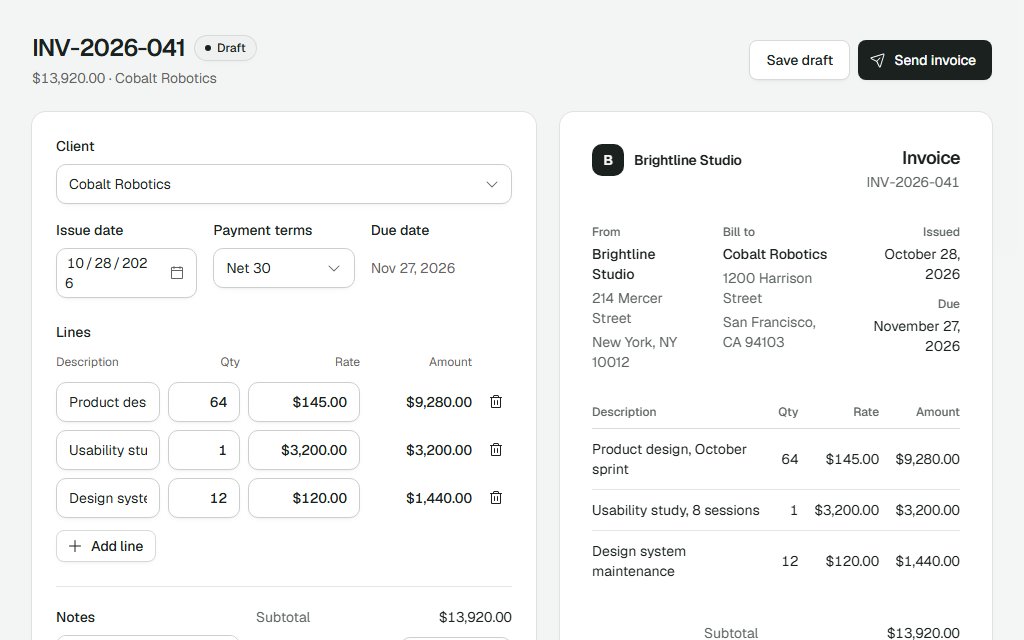 INV-2026-041
Draft
$13,920.00 · Cobalt Robotics
Save draft
Send invoice
Client
Cobalt Robotics
Issue date
Payment terms
Due date
10/28/202
6
Net 30
Nov 27, 2026
Lines
Description Qty Rate Amount
Product des 64 $145.00 $9,280.00
Usability stu 1 $3,200.00 $3,200.00
Design syste 12 $120.00 $1,440.00
Add line
Notes
Subtotal $13,920.00
B
Brightline Studio
Invoice
INV-2026-041
From
Brightline
Studio
214 Mercer
Street
New York, NY
10012
Bill to
Cobalt Robotics
1200 Harrison
Street
San Francisco,
CA 94103
Issued
October 28,
2026
Due
November 27,
2026
Description Qty Rate Amount
Product design, October
sprint
64 $145.00 $9,280.00
Usability study, 8 sessions 1 $3,200.00 $3,200.00
Design system
maintenance
12 $120.00 $1,440.00
Subtotal $13,920.00